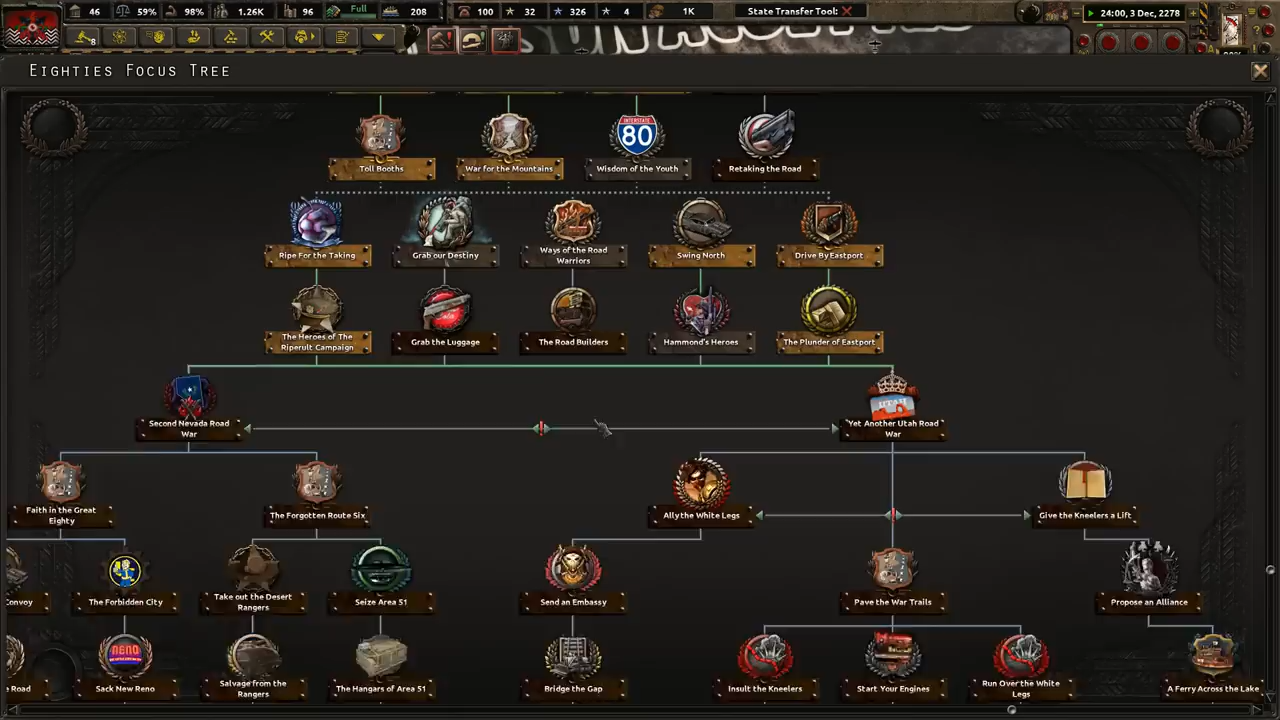 46 59% 98% 1.26K 96 Full 208 100 32 326 4 1K State Transfer Tool: 24:00, 3 Dec, 2278
8
Eighties Focus Tree
INTERSTATE
80
Toll Booths War for the Mountains Wisdom of the Youth Retaking the Road
Ripe For the Taking Grab our Destiny Ways of the Road Warriors Swing North Drive By Eastport
The Heroes of The Riperult Campaign Grab the Luggage The Road Builders Hammond's Heroes The Plunder of Eastport
UTAH
Second Nevada Road War Yet Another Utah Road War
Faith in the Great Eighty The Forgotten Route Six Ally the White Legs Give the Kneelers a Lift
Convoy The Forbidden City Take out the Desert Rangers Seize Area 51 Send an Embassy Pave the War Trails Propose an Alliance
RENO
e Road Sack New Reno Salvage from the Rangers The Hangars of Area 51 Bridge the Gap Insult the Kneelers Start Your Engines Run Over the White Legs A Ferry Across the Lake